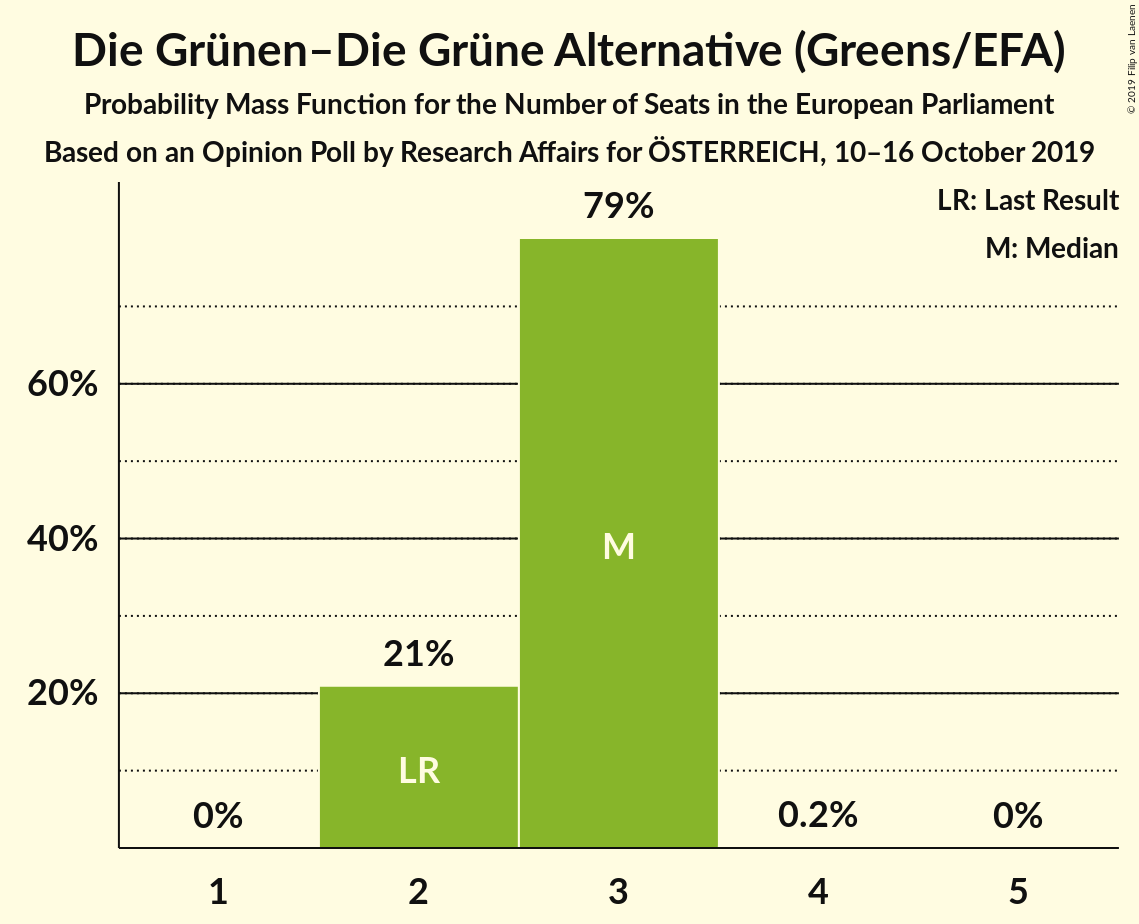 Die Grünen–Die Grüne Alternative (Greens/EFA)
Probability Mass Function for the Number of Seats in the European Parliament
Based on an Opinion Poll by Research Affairs for ÖSTERREICH, 10–16 October 2019
© 2019 Filip van Laenen
LR: Last Result
M: Median
79%
60%
40%
M
21%
20%
LR
0%
0.2%
0%
1 2 3 4 5